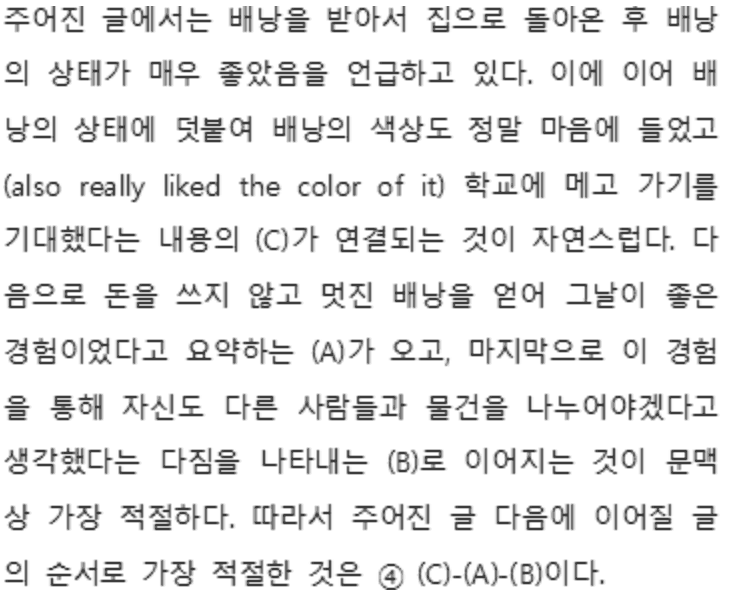 주어진 글에서는 배낭을 받아서 집으로 돌아온 후 배낭
의 상태가 매우 좋았음을 언급하고 있다. 이에 이어 배
낭의 상태에 덧붙여 배낭의 색상도 정말 마음에 들었고
(also really liked the color of it) 학교에 메고 가기를
기대했다는 내용의 (C)가 연결되는 것이 자연스럽다. 다
음으로 돈을 쓰지 않고 멋진 배낭을 얻어 그날이 좋은
경험이었다고 요약하는 (A)가 오고, 마지막으로 이 경험
을 통해 자신도 다른 사람들과 물건을 나누어야겠다고
생각했다는 다짐을 나타내는 (B)로 이어지는 것이 문맥
상 가장 적절하다. 따라서 주어진 글 다음에 이어질 글
의 순서로 가장 적절한 것은 ④ (C)-(A)-(B)이다.